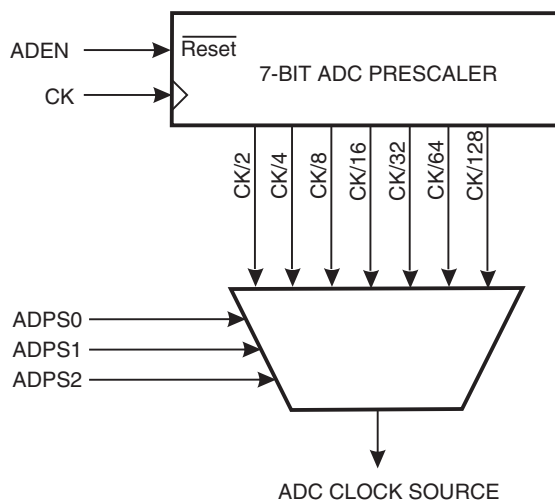 ADEN
Reset
7-BIT ADC PRESCALER
CK
CK/2
CK/4
CK/8
CK/16
CK/32
CK/64
CK/128
ADPS0
ADPS1
ADPS2
ADC CLOCK SOURCE